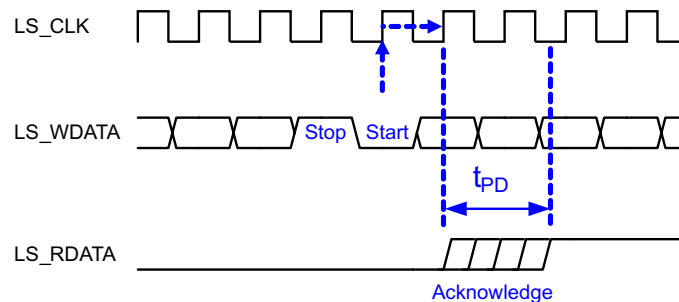 LS_CLK
LS_WDATA
Stop
Start
tPD
LS_RDATA
Acknowledge